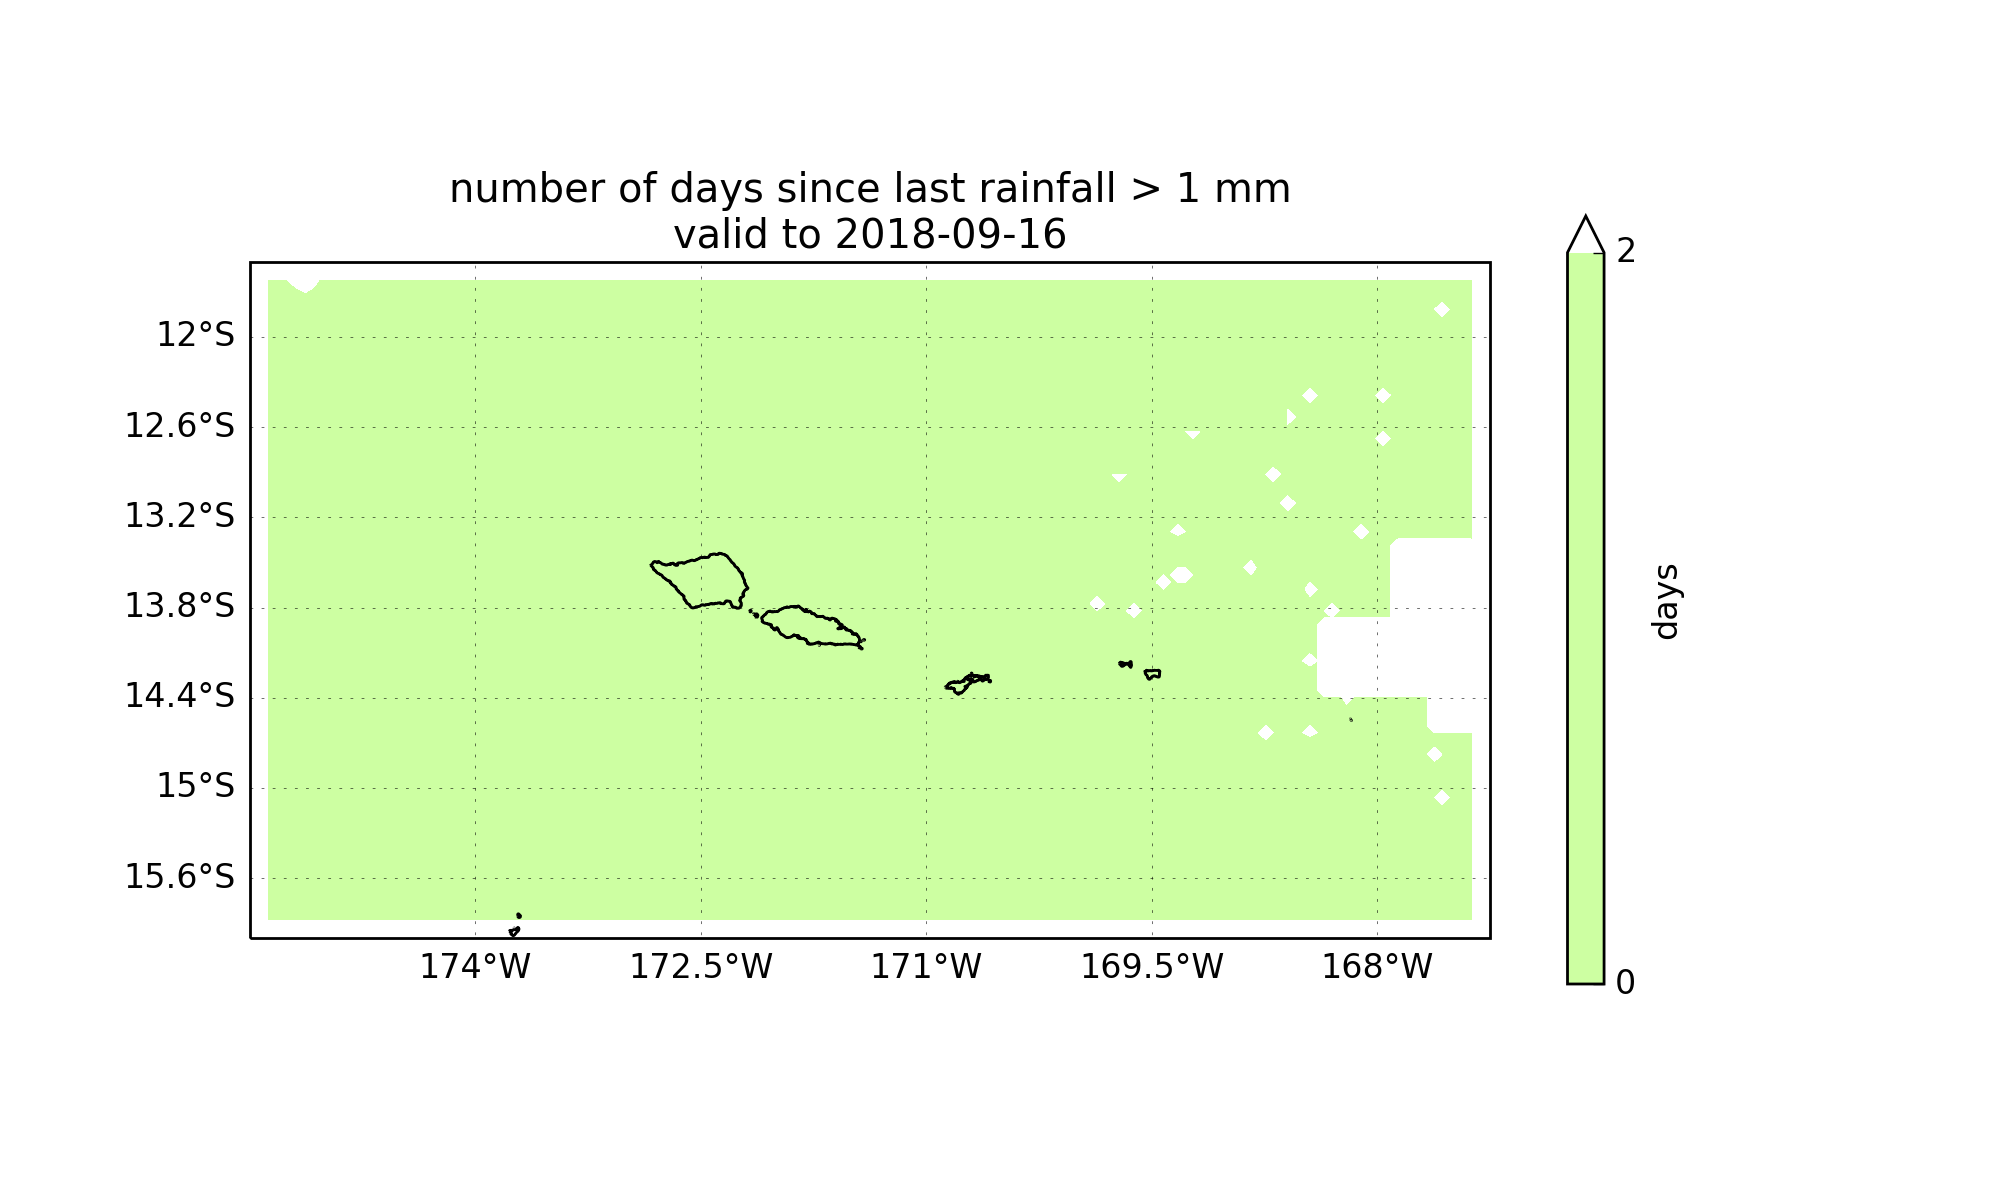 number of days since last rainfall > 1 mm
valid to 2018-09-16
2
12°S
12.6°S
13.2°S
13.8°S
14.4°S
15°S
15.6°S
days
0
174°W
172.5°W
171°W
169.5°W
168°W